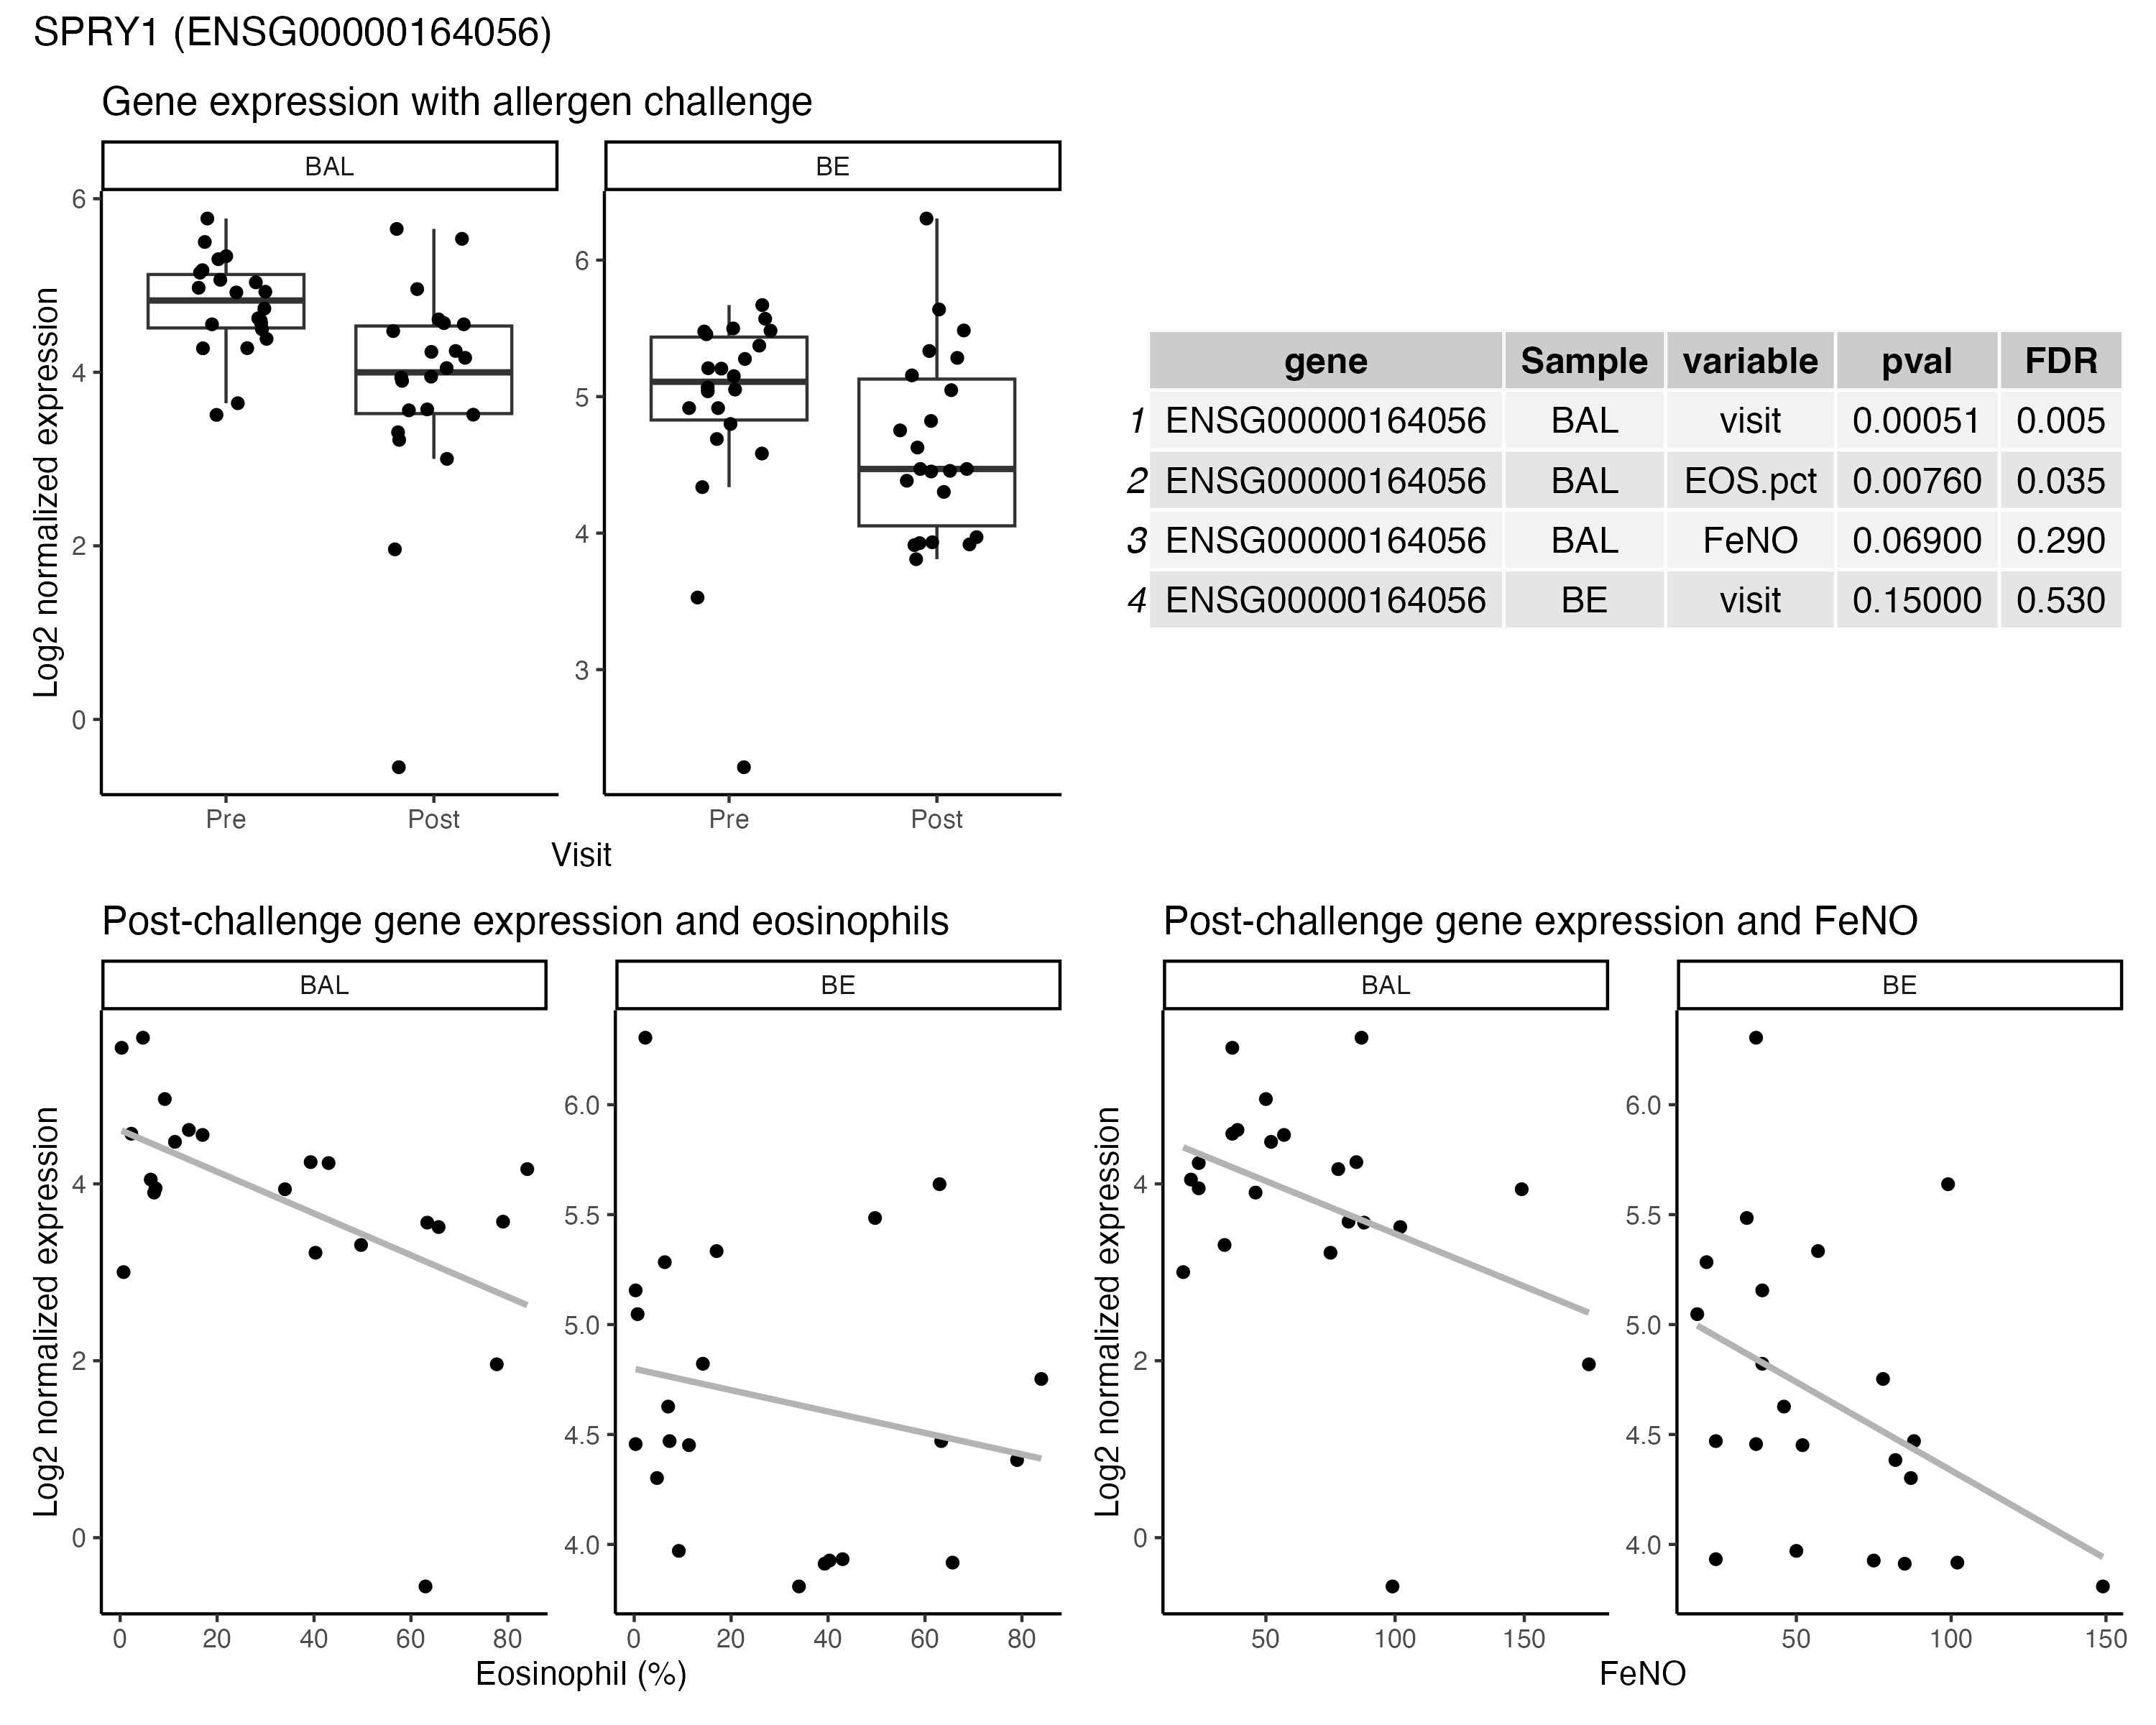 SPRY1 (ENSG00000164056)
Gene expression with allergen challenge
BAL BE
Log2 normalized expression
6
4
2
0
6
5
4
3
Pre Post Pre Post
Visit
gene Sample variable pval FDR
1 ENSG00000164056 BAL visit 0.00051 0.005
2 ENSG00000164056 BAL EOS.pct 0.00760 0.035
3 ENSG00000164056 BAL FeNO 0.06900 0.290
4 ENSG00000164056 BE visit 0.15000 0.530
Post-challenge gene expression and eosinophils
BAL BE
Log2 normalized expression
4
2
0
6.0
5.5
5.0
4.5
4.0
0 20 40 60 80 0 20 40 60 80
Eosinophil (%)
Post-challenge gene expression and FeNO
BAL BE
Log2 normalized expression
4
2
0
6.0
5.5
5.0
4.5
4.0
50 100 150 50 100 150
FeNO